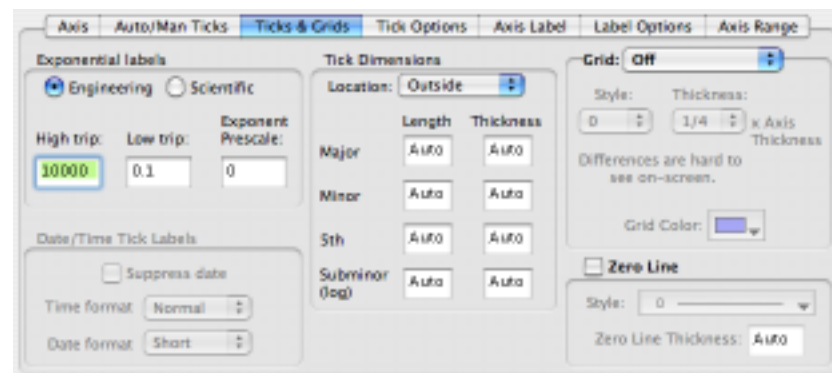 Axis Auto/Man Ticks Ticks & Grids Tick Options Axis Label Label Options Axis Range
Exponential labels
Engineering Scientific
High trip: Low trip: Exponent Prescale:
10000 0.1 0
Date/Time Tick Labels
Suppress date
Time format Normal
Date format Short
Tick Dimensions
Location: Outside
Length Thickness
Major Auto Auto
Minor Auto Auto
5th Auto Auto
Subminor (log) Auto Auto
Grid: Off
Style: Thickness:
0 1/4 x Axis Thickness
Differences are hard to
see on-screen.
Grid Color:
Zero Line
Style: 0
Zero Line Thickness: Auto